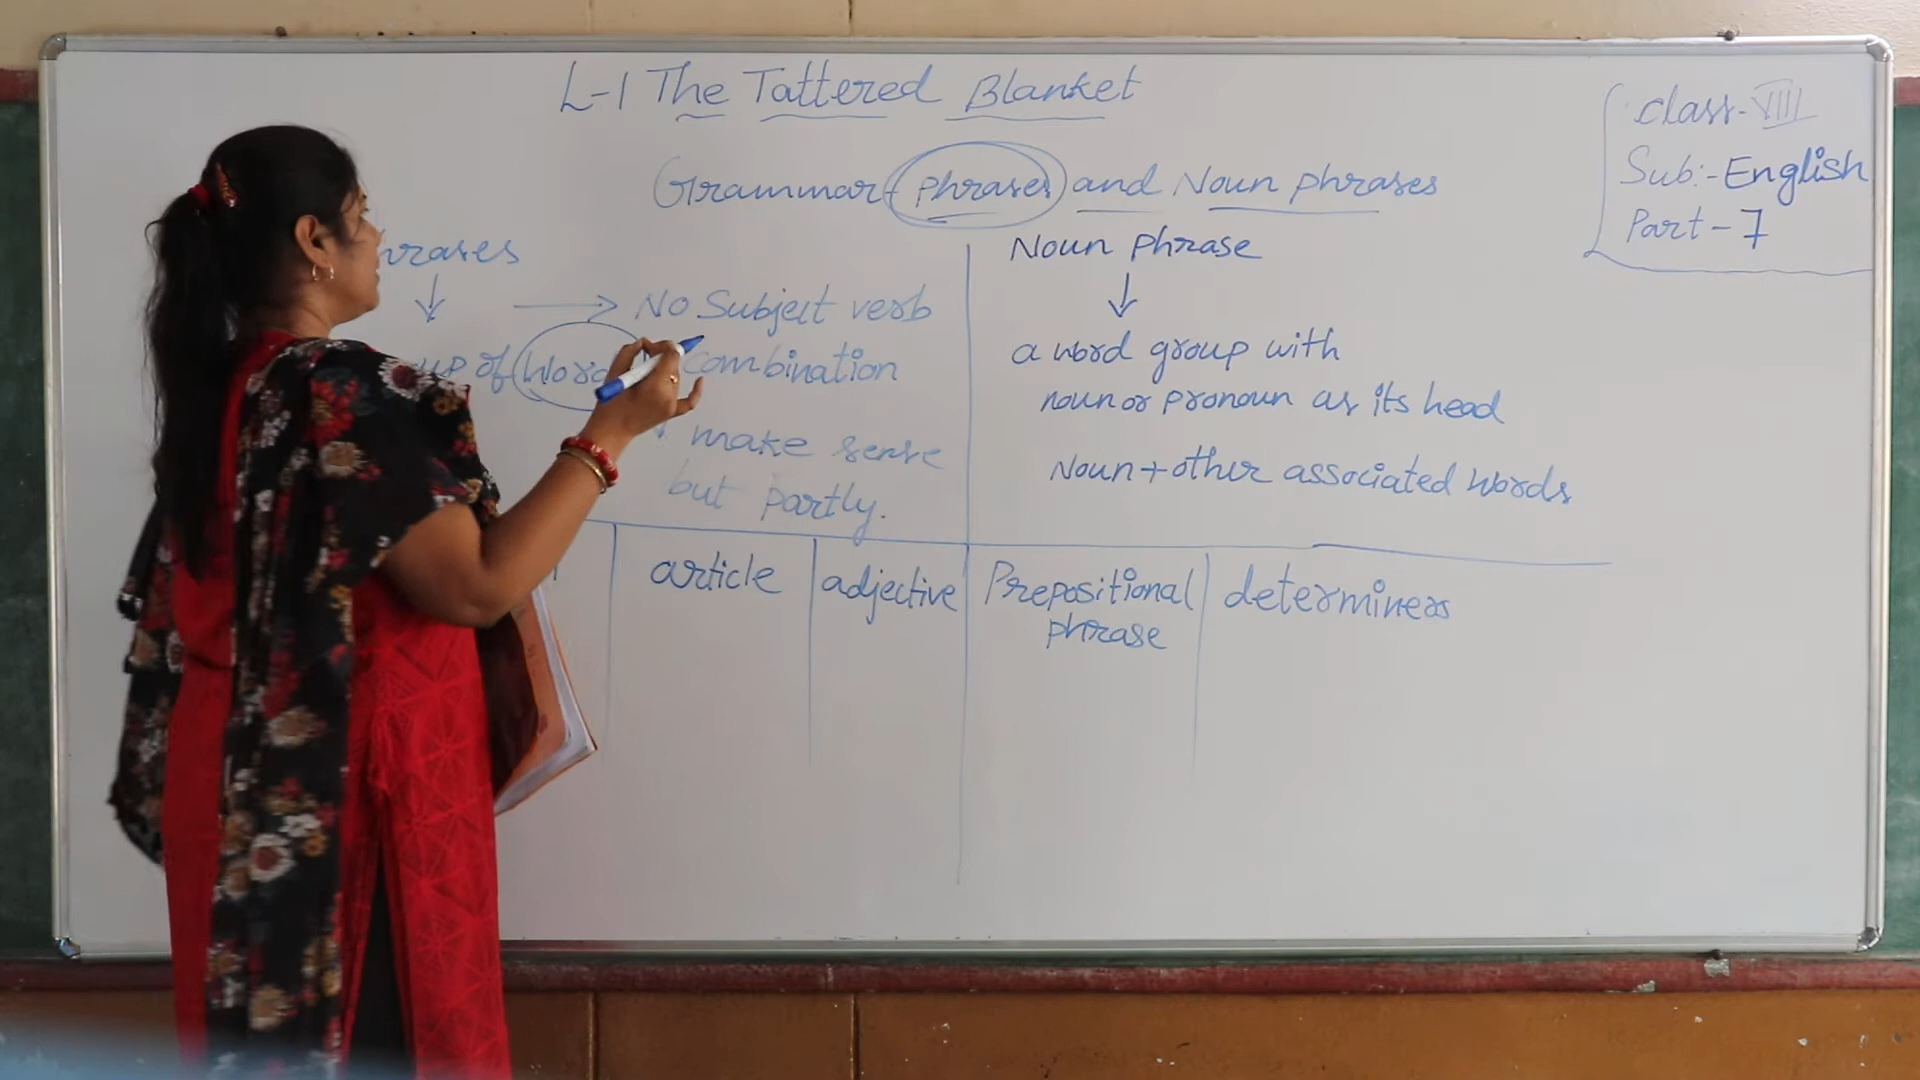 L-1 The Tattered Blanket
Grammar- phrases and Noun phrases
Class-VIII
Sub:-English
Part-7
No Subject verb
combination
of
make sense
but partly.
Noun Phrase
a word group with
noun or pronoun as its head
Noun+other associated words
article
adjective
Prepositional
phrase
determiners